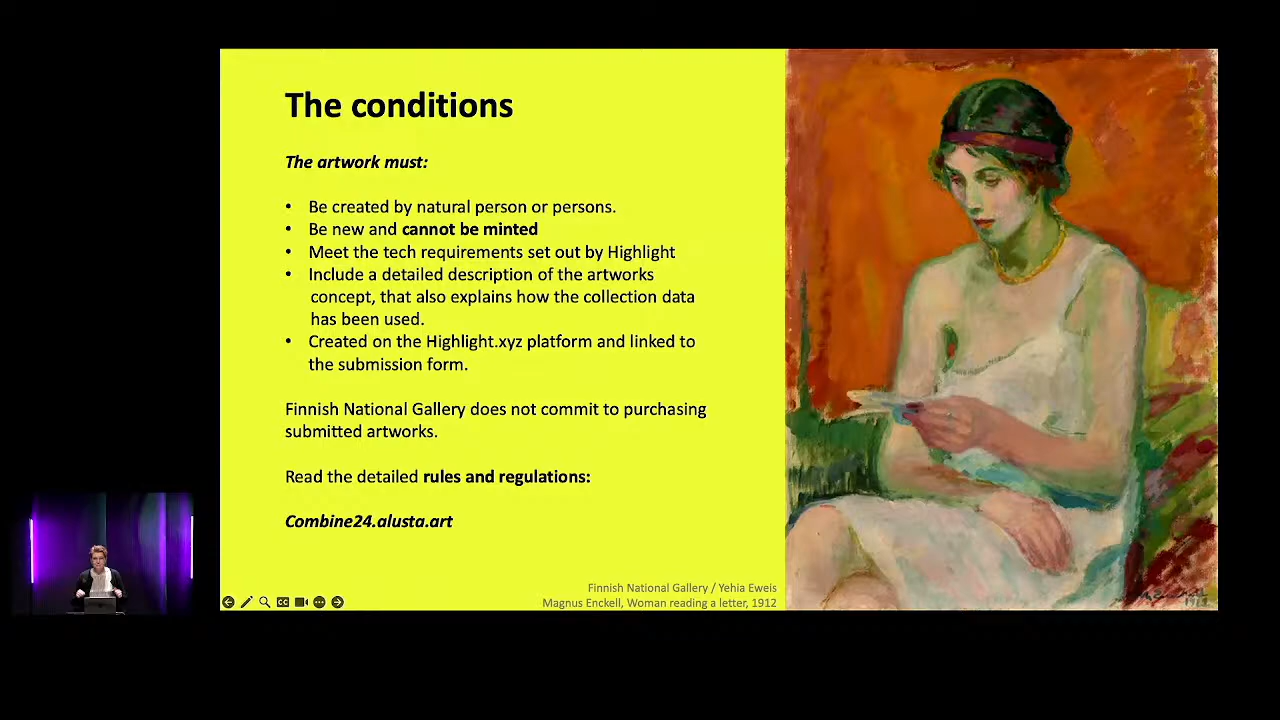 The conditions
The artwork must:
• Be created by natural person or persons.
• Be new and cannot be minted
• Meet the tech requirements set out by Highlight
• Include a detailed description of the artworks
concept, that also explains how the collection data
has been used.
• Created on the Highlight.xyz platform and linked to
the submission form.
Finnish National Gallery does not commit to purchasing
submitted artworks.
Read the detailed rules and regulations:
Combine24.alusta.art
Finnish National Gallery / Yehia Eweis
Magnus Enckell, Woman reading a letter, 1912